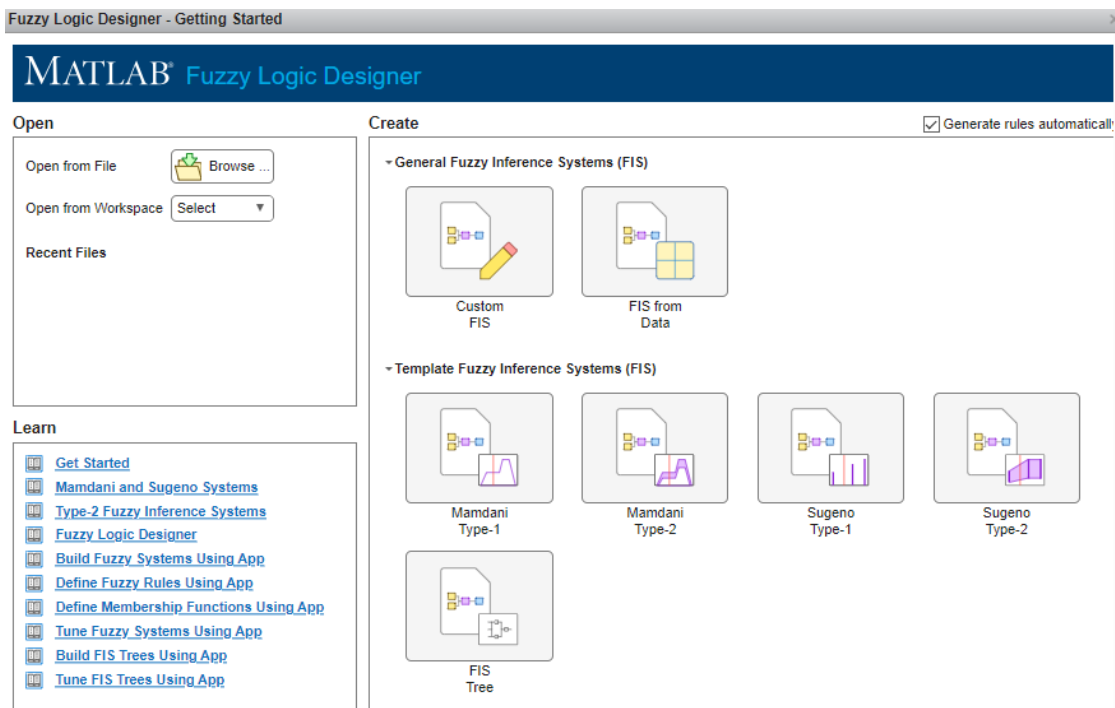 Fuzzy Logic Designer - Getting Started
MATLAB® Fuzzy Logic Designer
Open
Open from File
Browse ...
Open from Workspace
Select
Recent Files
Learn
Get Started
Mamdani and Sugeno Systems
Type-2 Fuzzy Inference Systems
Fuzzy Logic Designer
Build Fuzzy Systems Using App
Define Fuzzy Rules Using App
Define Membership Functions Using App
Tune Fuzzy Systems Using App
Build FIS Trees Using App
Tune FIS Trees Using App
Create
Generate rules automatically
General Fuzzy Inference Systems (FIS)
Custom
FIS
FIS from
Data
Template Fuzzy Inference Systems (FIS)
Mamdani
Type-1
Mamdani
Type-2
Sugeno
Type-1
Sugeno
Type-2
FIS
Tree